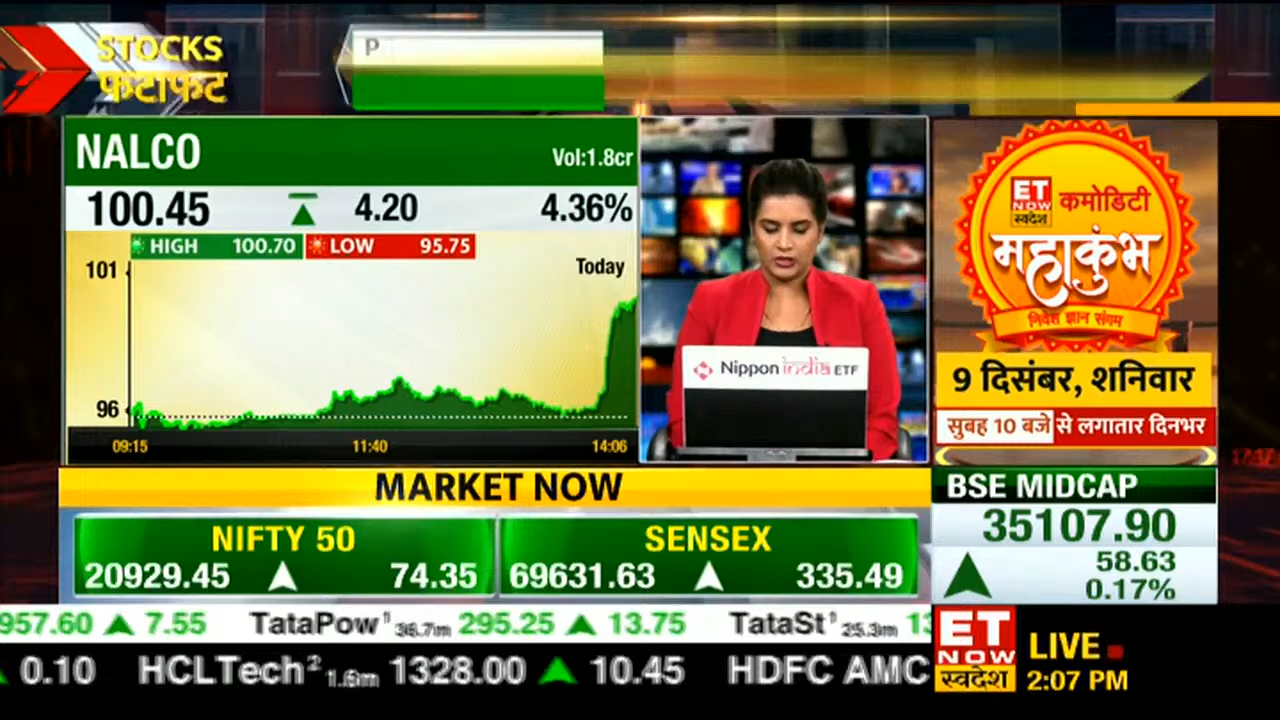 STOCKS
फटाफट
P
NALCO
Vol:1.8cr
100.45 4.20 4.36%
HIGH 100.70 LOW 95.75
Today
101
96
09:15 11:40 14:06
Nippon india ETF
ET NOW स्वदेश कमोडिटी
महाकुंभ
निवेश ज्ञान संगम
9 दिसंबर, शनिवार
सुबह 10 बजे से लगातार दिनभर
MARKET NOW
NIFTY 50
20929.45 74.35
SENSEX
69631.63 335.49
BSE MIDCAP
35107.90
58.63
0.17%
957.60 7.55 TataPow¹ 36.7m 295.25 13.75 TataSt¹ 25.3m 13
0.10 HCLTech² 1.6m 1328.00 10.45 HDFC AMC
ET
NOW
स्वदेश
LIVE
2:07 PM